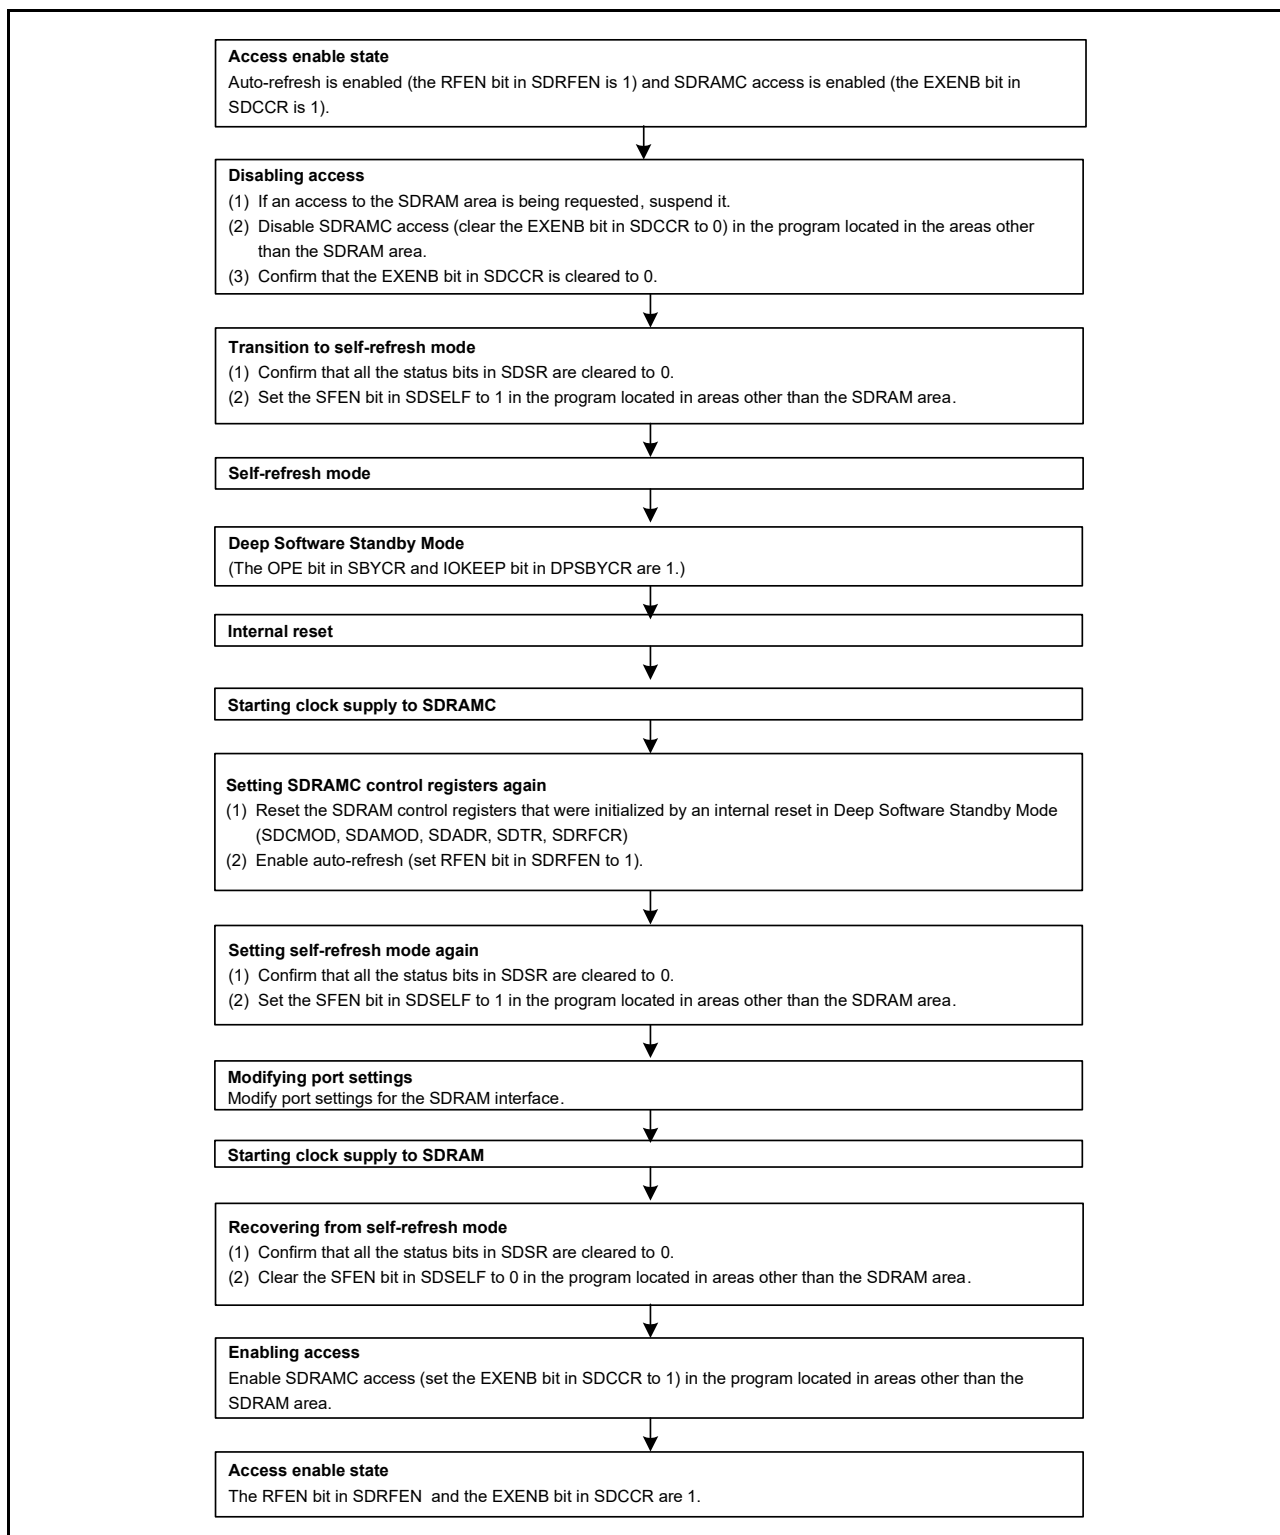 Access enable state
Auto-refresh is enabled (the RFEN bit in SDRFEN is 1) and SDRAMC access is enabled (the EXENB bit in
SDCCR is 1).
Disabling access
(1) If an access to the SDRAM area is being requested, suspend it.
(2) Disable SDRAMC access (clear the EXENB bit in SDCCR to 0) in the program located in the areas other
than the SDRAM area.
(3) Confirm that the EXENB bit in SDCCR is cleared to 0.
Transition to self-refresh mode
(1) Confirm that all the status bits in SDSR are cleared to 0.
(2) Set the SFEN bit in SDSELF to 1 in the program located in areas other than the SDRAM area.
Self-refresh mode
Deep Software Standby Mode
(The OPE bit in SBYCR and IOKEEP bit in DPSBYCR are 1.)
Internal reset
Starting clock supply to SDRAMC
Setting SDRAMC control registers again
(1) Reset the SDRAM control registers that were initialized by an internal reset in Deep Software Standby Mode
(SDCMOD, SDAMOD, SDADR, SDTR, SDRFCR)
(2) Enable auto-refresh (set RFEN bit in SDRFEN to 1).
Setting self-refresh mode again
(1) Confirm that all the status bits in SDSR are cleared to 0.
(2) Set the SFEN bit in SDSELF to 1 in the program located in areas other than the SDRAM area.
Modifying port settings
Modify port settings for the SDRAM interface.
Starting clock supply to SDRAM
Recovering from self-refresh mode
(1) Confirm that all the status bits in SDSR are cleared to 0.
(2) Clear the SFEN bit in SDSELF to 0 in the program located in areas other than the SDRAM area.
Enabling access
Enable SDRAMC access (set the EXENB bit in SDCCR to 1) in the program located in areas other than the
SDRAM area.
Access enable state
The RFEN bit in SDRFEN and the EXENB bit in SDCCR are 1.